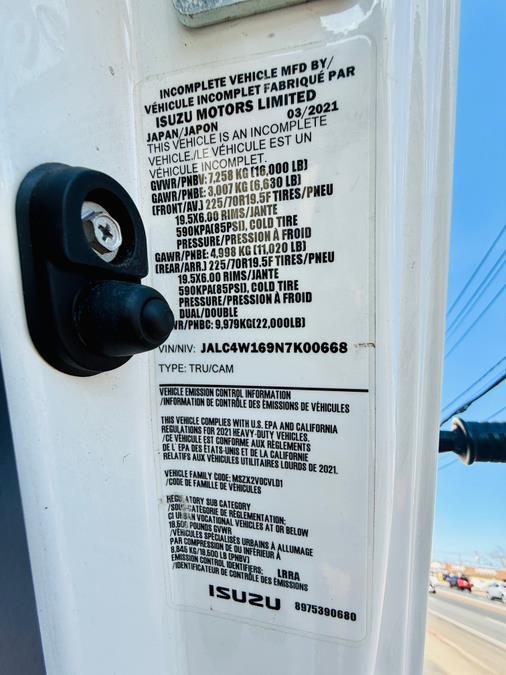 INCOMPLETE VEHICLE MFD BY/
VÉHICULE INCOMPLET FABRIQUÉ PAR
ISUZU MOTORS LIMITED
JAPAN/JAPON 03/2021
THIS VEHICLE IS AN INCOMPLETE
VEHICLE./LE VÉHICULE EST UN
VÉHICULE INCOMPLET.
GVWR/PNBV: 7,258 KG (16,000 LB)
GAWR/PNBE: 3,007 KG (6,630 LB)
(FRONT/AV.) 225/70R19.5F TIRES/PNEU
19.5X6.00 RIMS/JANTE
590KPA(85PSI), COLD TIRE
PRESSURE/PRESSION À FROID
GAWR/PNBE: 4,998 KG (11,020 LB)
(REAR/ARR.) 225/70R19.5F TIRES/PNEU
19.5X6.00 RIMS/JANTE
590KPA(85PSI), COLD TIRE
PRESSURE/PRESSION À FROID
DUAL/DOUBLE
WR/PNBC: 9,979KG(22,000LB)
VIN/NIV: JALC4W169N7K00668
TYPE: TRU/CAM
VEHICLE EMISSION CONTROL INFORMATION
/INFORMATION DE CONTRÔLE DES ÉMISSIONS DE VÉHICULES
THIS VEHICLE COMPLIES WITH U.S. EPA AND CALIFORNIA
REGULATIONS FOR 2021 HEAVY-DUTY VEHICLES.
/CE VÉHICULE EST CONFORME AUX RÈGLEMENTS
DE L'EPA DES ÉTATS-UNIS ET DE LA CALIFORNIE
RELATIFS AUX VÉHICULES UTILITAIRES LOURDS DE 2021.
VEHICLE FAMILY CODE: MSZX2VOCVLD1
/CODE DE FAMILLE DE VÉHICULES
REGULATORY SUB CATEGORY
/SOUS-CATÉGORIE DE RÉGLEMENTATION:
CI URBAN VOCATIONAL VEHICLES AT OR BELOW
19,500 POUNDS GVWR
/VÉHICULES SPÉCIALISÉS URBAINS À ALLUMAGE
PAR COMPRESSION DE OU INFÉRIEUR À
8,845 KG/19,500 LB (PNBV)
EMISSION CONTROL IDENTIFIERS: LRRA
/IDENTIFICATEUR DE CONTRÔLE DES ÉMISSIONS
ISUZU 8975390680